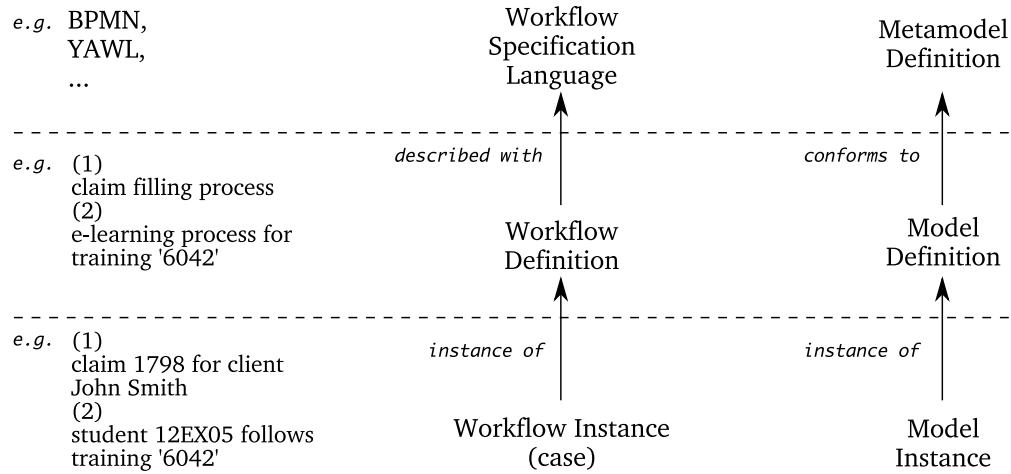 e.g. BPMN,
YAWL,
...
Workflow
Specification
Language
Metamodel
Definition
described with
conforms to
e.g. (1)
claim filling process
(2)
e-learning process for
training '6042'
Workflow
Definition
Model
Definition
instance of
instance of
e.g. (1)
claim 1798 for client
John Smith
(2)
student 12EX05 follows
training '6042'
Workflow Instance
(case)
Model
Instance